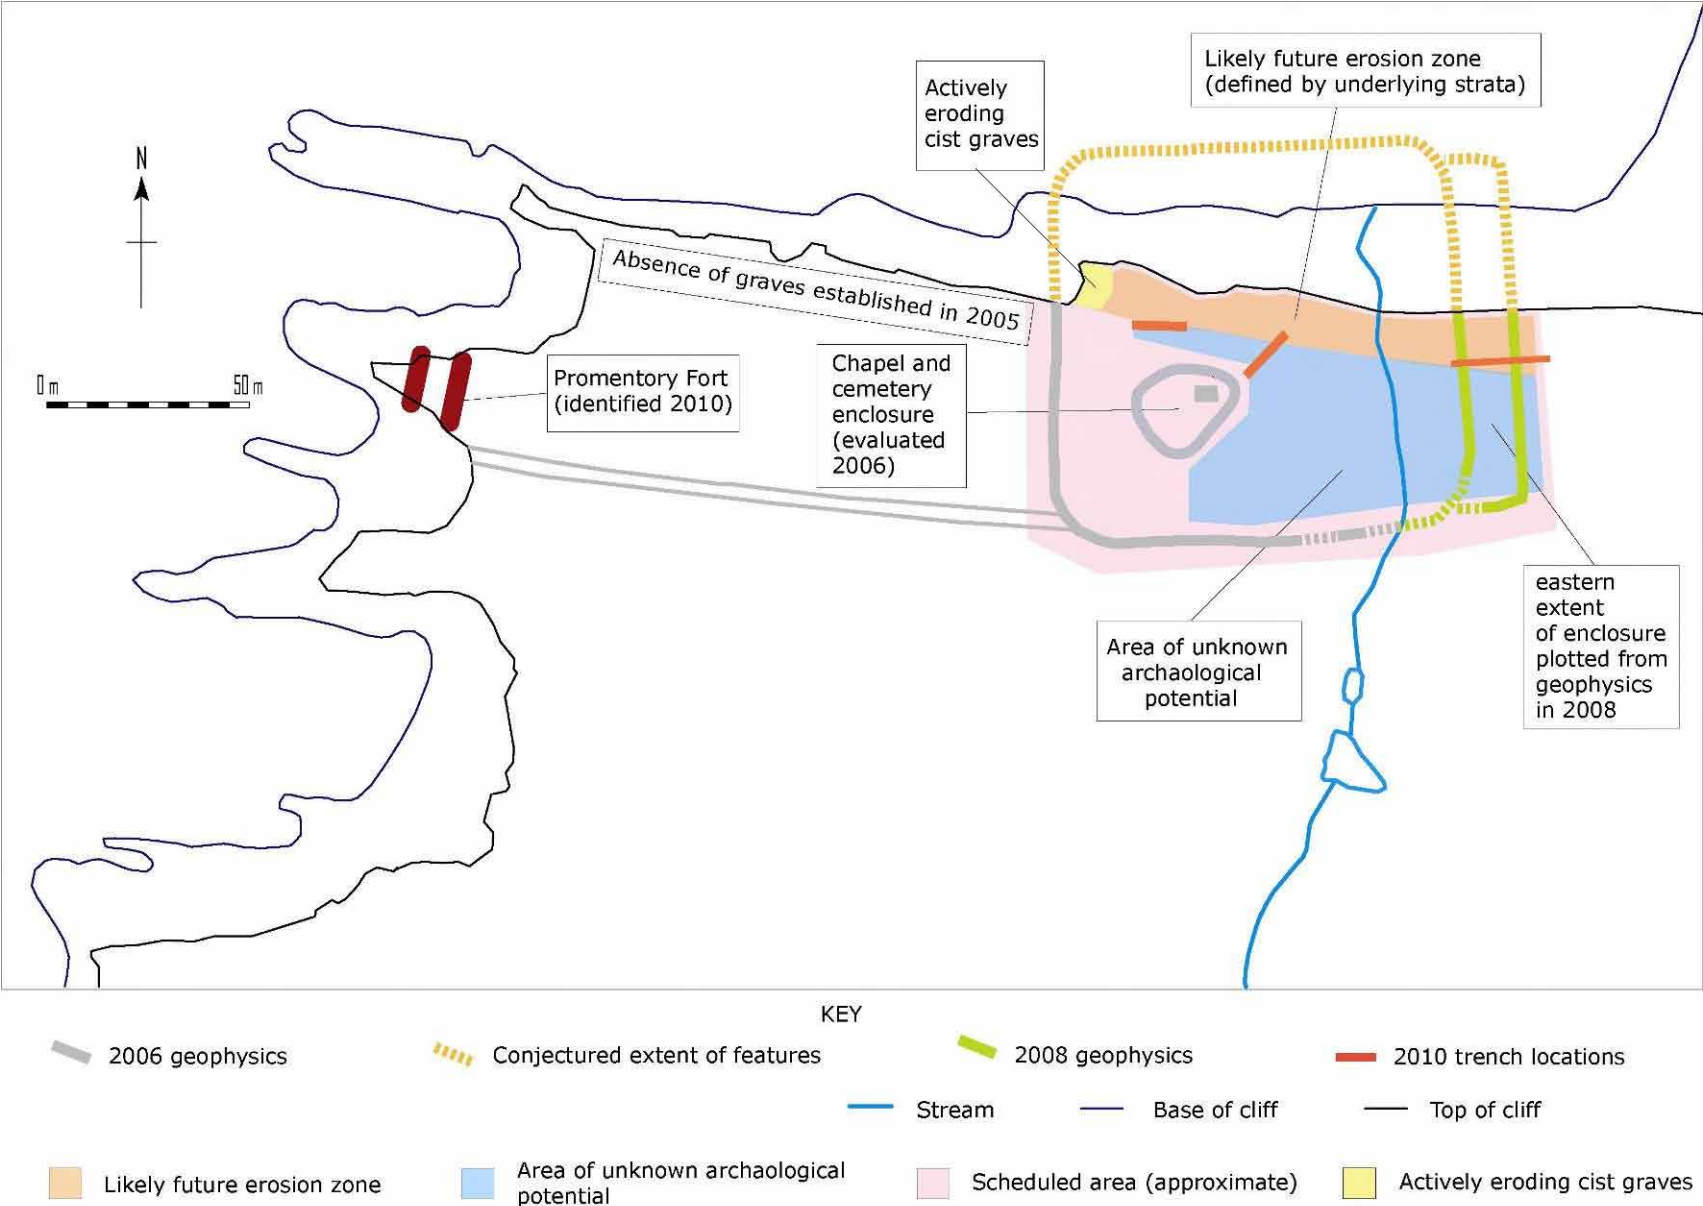 Likely future erosion zone
(defined by underlying strata)
Actively
eroding
cist graves
N
Absence of graves established in 2005
0 m
50 m
Promentory Fort
(identified 2010)
Chapel and
cemetery
enclosure
(evaluated
2006)
Area of unknown
archaological
potential
eastern
extent
of enclosure
plotted from
geophysics
in 2008
KEY
2006 geophysics
Conjectured extent of features
2008 geophysics
2010 trench locations
Stream
Base of cliff
Top of cliff
Likely future erosion zone
Area of unknown archaological
potential
Scheduled area (approximate)
Actively eroding cist graves